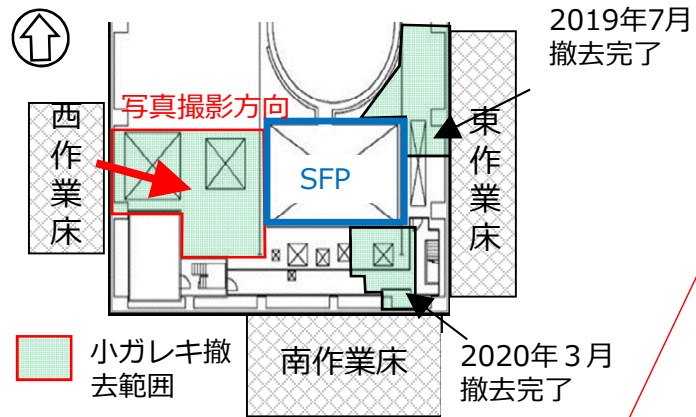 2019年7月
撤去完了
写真撮影方向
西作業床
SFP
東作業床
小ガレキ撤
去範囲
南作業床
2020年３月
撤去完了